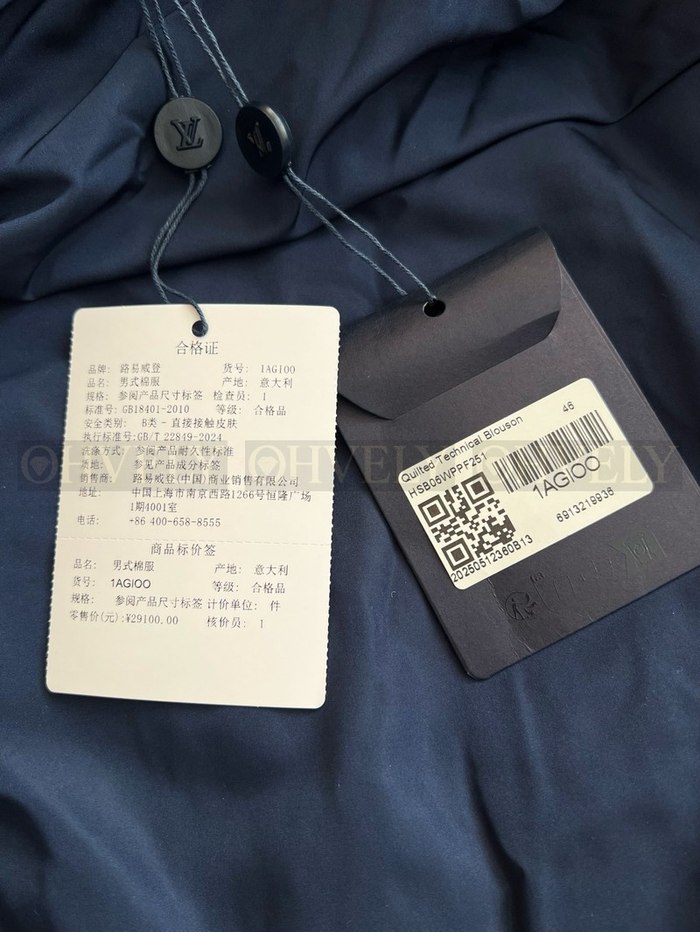 合格证
品牌: 路易威登 货号: 1AGIOO
品名: 男式棉服 产地: 意大利
规格: 参阅产品尺寸标签 检查员: 1
标准号: GB18401-2010 等级: 合格品
安全类别: B类 - 直接接触皮肤
执行标准号: GB/T 22849-2024
洗涤方式: 参阅产品耐久性标签
质地: 参见产品成分标签
销售商: 路易威登(中国)商业销售有限公司
地址: 中国上海市南京西路1266号恒隆广场
1期4001室
电话: +86 400-658-8555
商品标价签
品名: 男式棉服 产地: 意大利
货号: 1AGIOO 等级: 合格品
规格: 参阅产品尺寸标签 计价单位: 件
零售价(元):¥29100.00 核价员: 1
Quilted Technical Blouson 46
HSB06WPPF251
1AGIOO
6913219938
20250512360B13
LV
OHVELY
OHVELY